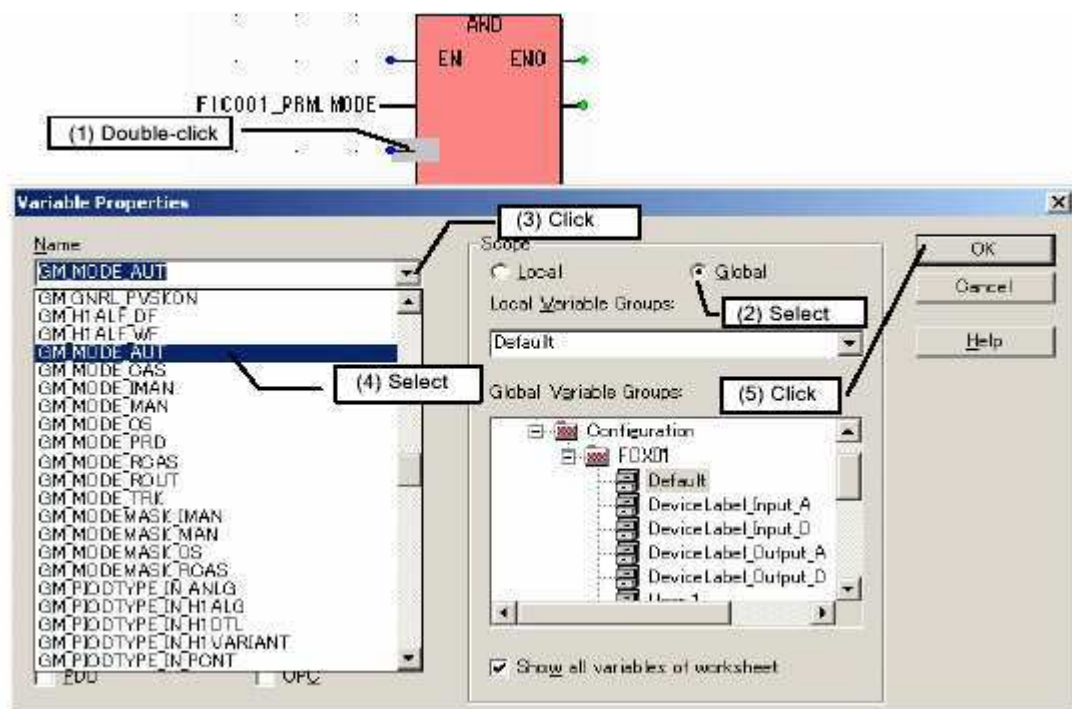 AND
EN ENO
FIC001_PRM.MODE
(1) Double-click
Variable Properties
(3) Click
Name
GM_MODE_AUT
GM_GNRL_PVSKON
GM_H1ALF_DF
GM_H1ALF_WF
GM_MODE_AUT
GM_MODE_CAS
GM_MODE_IMAN
GM_MODE_MAN
GM_MODE_OS
GM_MODE_PRD
GM_MODE_RCAS
GM_MODE_ROUT
GM_MODE_TRK
GM_MODEMASK_IMAN
GM_MODEMASK_MAN
GM_MODEMASK_OS
GM_MODEMASK_RCAS
GM_PIODTYPE_IN_ANLG
GM_PIODTYPE_IN_H1ALG
GM_PIODTYPE_IN_H1DTL
GM_PIODTYPE_IN_H1VARIANT
GM_PIODTYPE_IN_PCNT
(4) Select
PDD
OPC
Scope
Local
Global
(2) Select
Local Variable Groups:
Default
Global Variable Groups:
(5) Click
Configuration
FCX01
Default
DeviceLabel_Input_A
DeviceLabel_Input_D
DeviceLabel_Output_A
DeviceLabel_Output_D
Show all variables of worksheet
OK
Cancel
Help